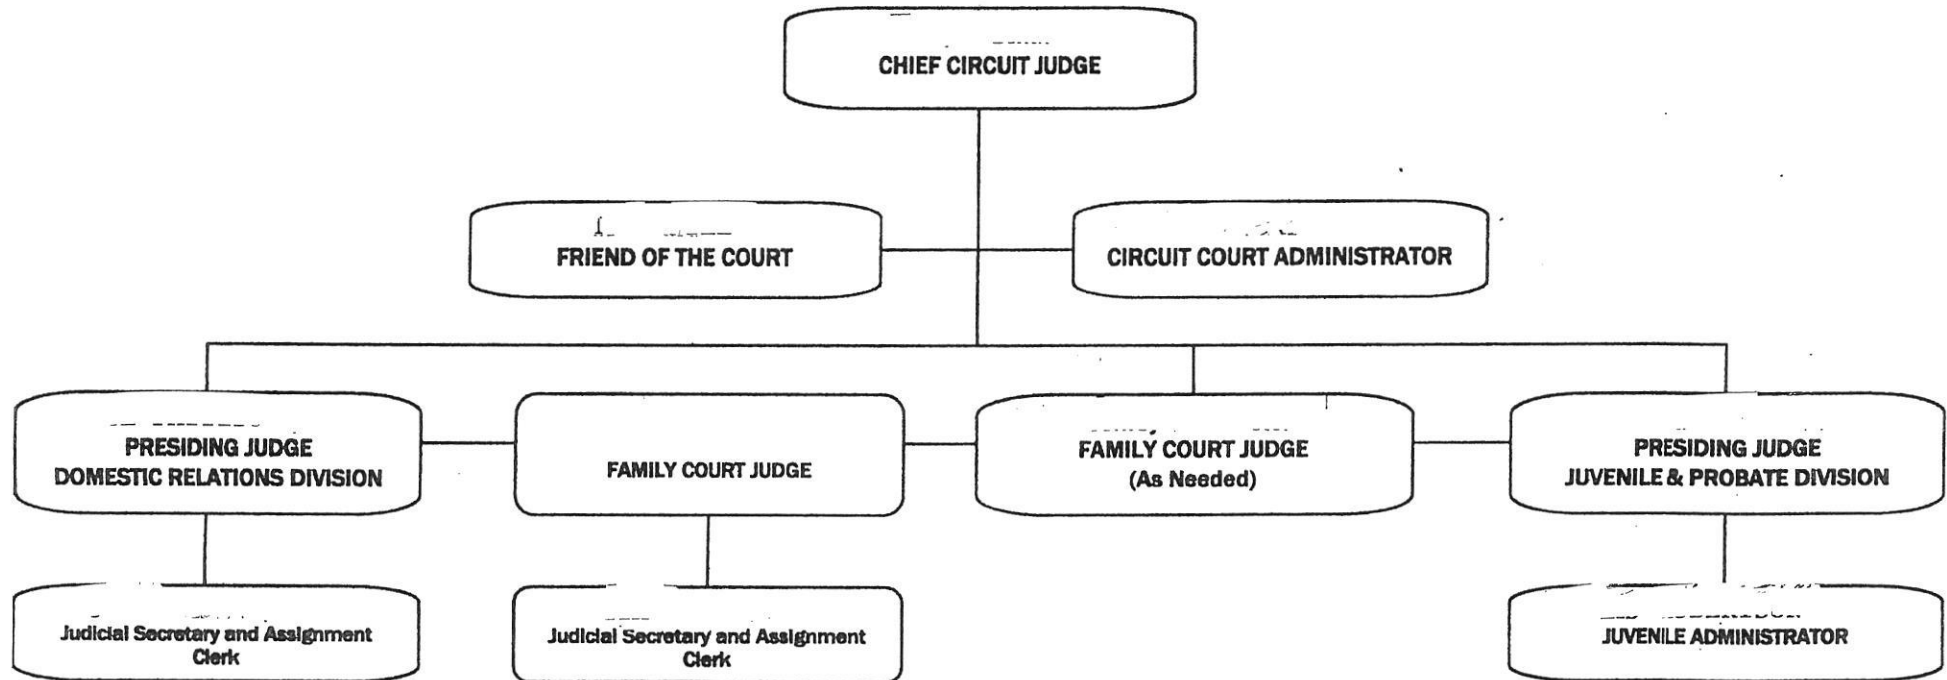 CHIEF CIRCUIT JUDGE
FRIEND OF THE COURT
CIRCUIT COURT ADMINISTRATOR
PRESIDING JUDGE
DOMESTIC RELATIONS DIVISION
FAMILY COURT JUDGE
FAMILY COURT JUDGE
(As Needed)
PRESIDING JUDGE
JUVENILE & PROBATE DIVISION
Judicial Secretary and Assignment
Clerk
Judicial Secretary and Assignment
Clerk
JUVENILE ADMINISTRATOR